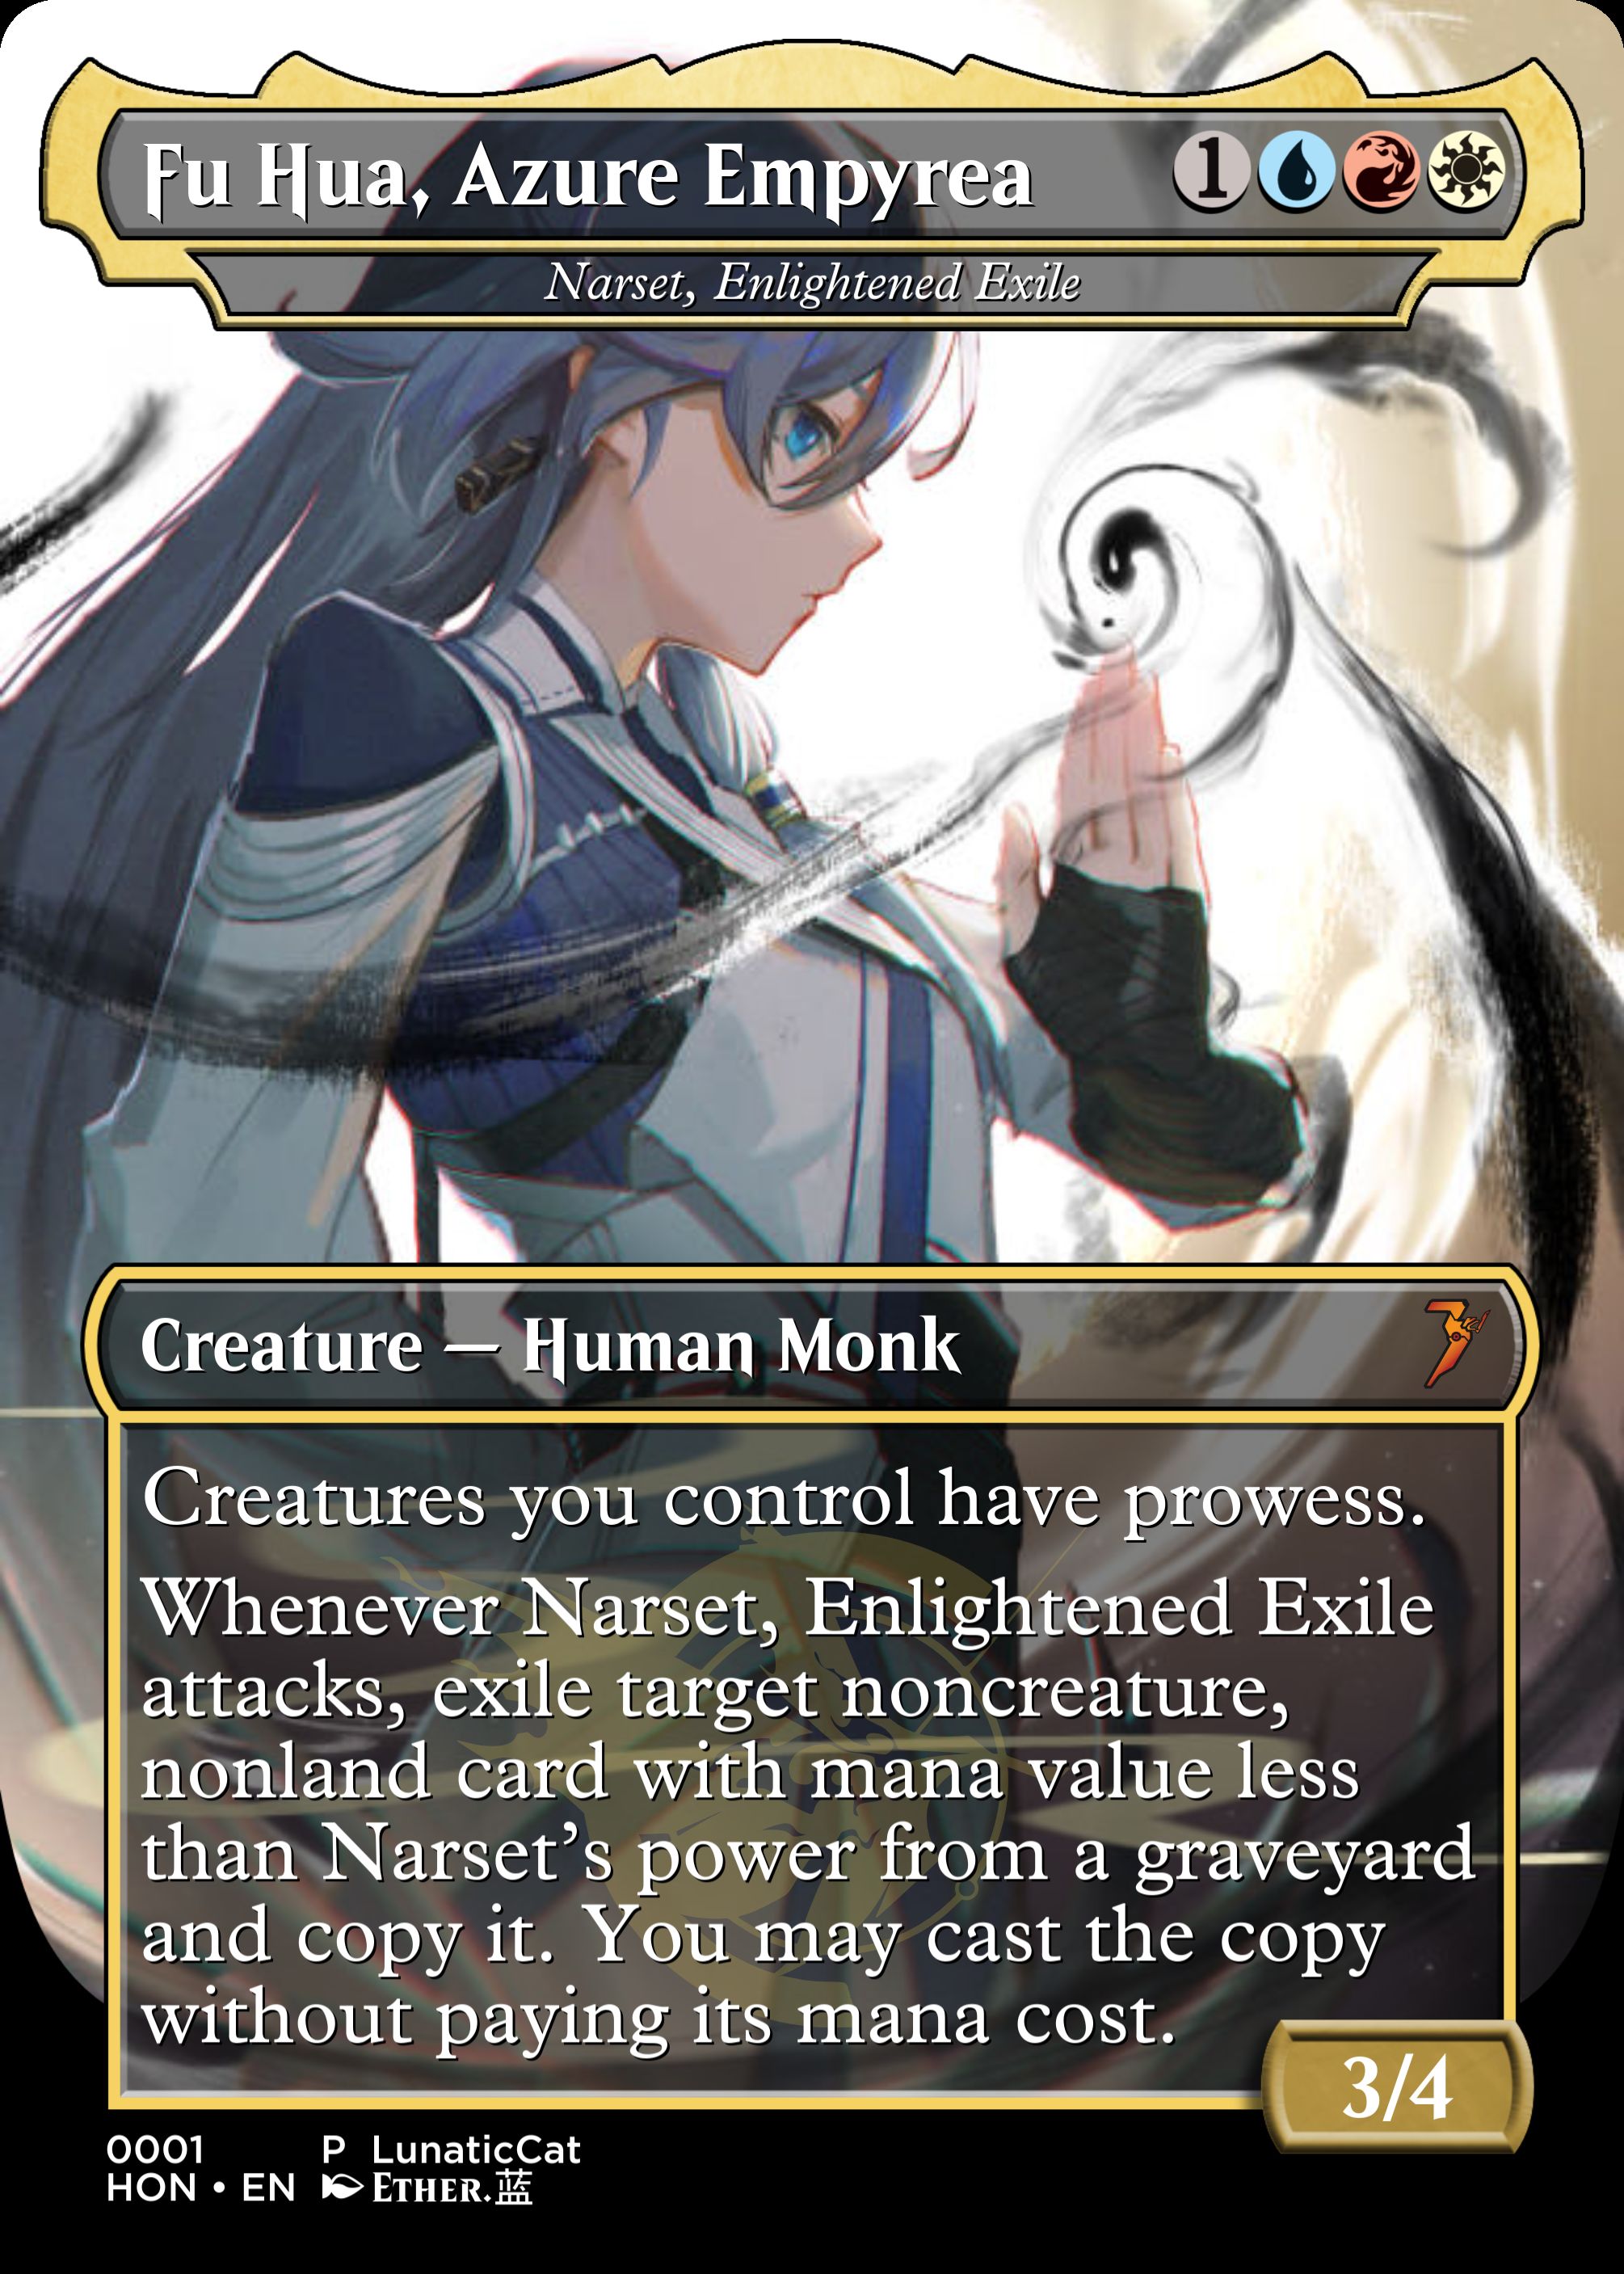 Fu Hua, Azure Empyrea 1
Narset, Enlightened Exile
Creature — Human Monk
Creatures you control have prowess.
Whenever Narset, Enlightened Exile
attacks, exile target noncreature,
nonland card with mana value less
than Narset’s power from a graveyard
and copy it. You may cast the copy
without paying its mana cost.
3/4
0001 P LunaticCat
HON • EN ETHER.蓝